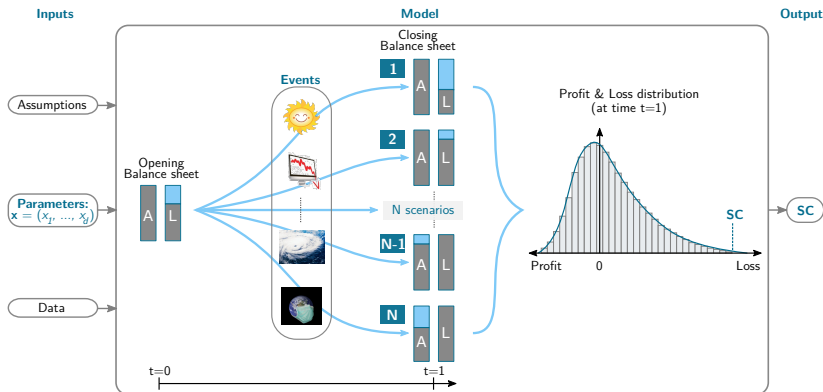 Inputs
Model
Output
Closing
Balance sheet
Events
1
A
L
Assumptions
Profit & Loss distribution
(at time t=1)
2
A
L
Opening
Balance sheet
Parameters:
x = (x1, ..., xd)
A
L
N scenarios
SC
SC
N-1
A
L
Profit
0
Loss
Data
N
A
L
t=0
t=1